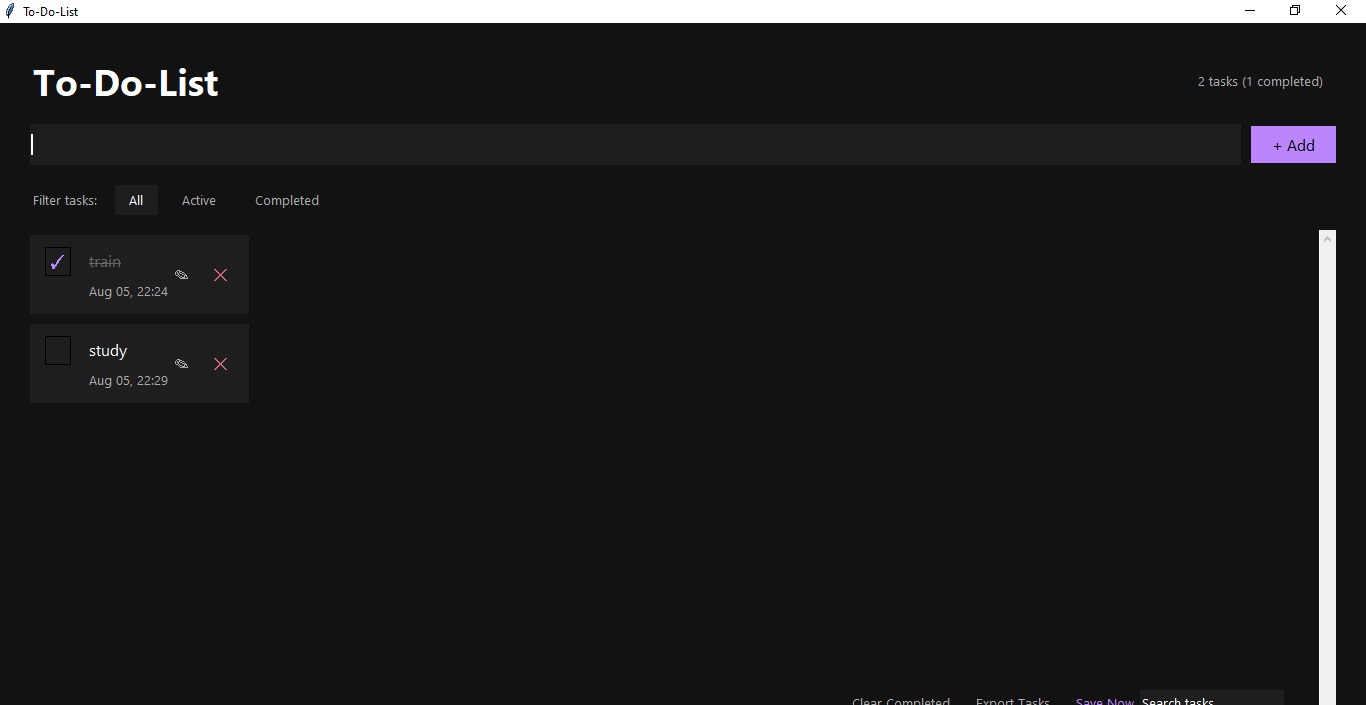 To-Do-List
To-Do-List
2 tasks (1 completed)
+ Add
Filter tasks: All Active Completed
✓ train
✎ ✕
Aug 05, 22:24
study
✎ ✕
Aug 05, 22:29
Clear Completed Export Tasks Save Now Search tasks